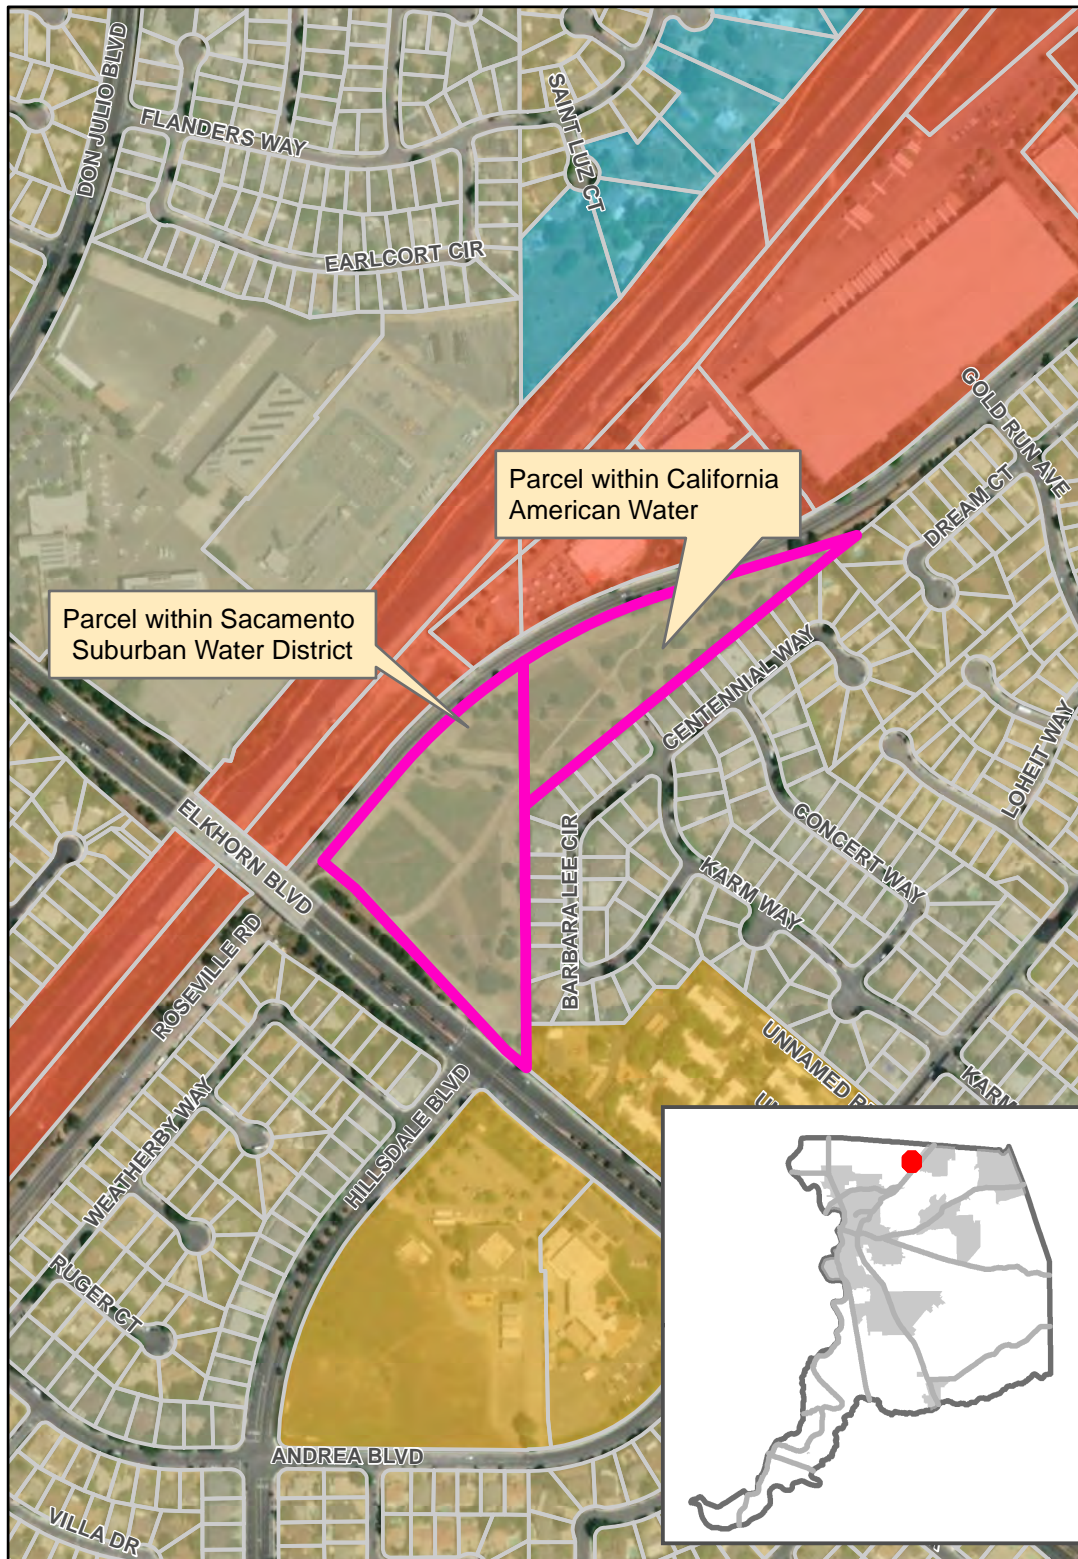 DON JULIO BLVD
FLANDERS WAY
SAINT LUZ CT
EARLCORT CIR
GOLD RUN AVE
DREAM CT
Parcel within California
American Water
Parcel within Sacamento
Suburban Water District
CENTENNIAL WAY
LOHEIT WAY
ELKHORN BLVD
CONCERT WAY
BARBARA LEE CIR
KARM WAY
ROSEVILLE RD
UNNAMED
HILLSDALE BLVD
WEATHERBY WAY
KARM
RUGER CT
ANDREA BLVD
VILLA DR